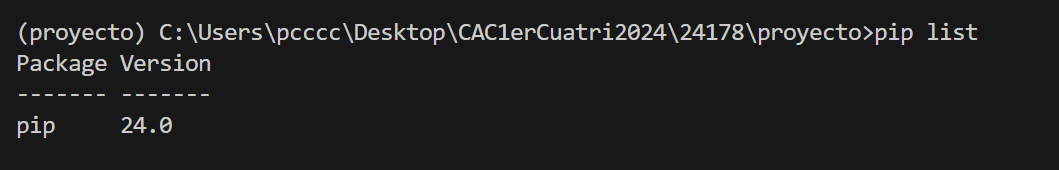 (proyecto) C:\Users\pcccc\Desktop\CAC1erCuatri2024\24178\proyecto>pip list
Package Version
------- -------
pip     24.0